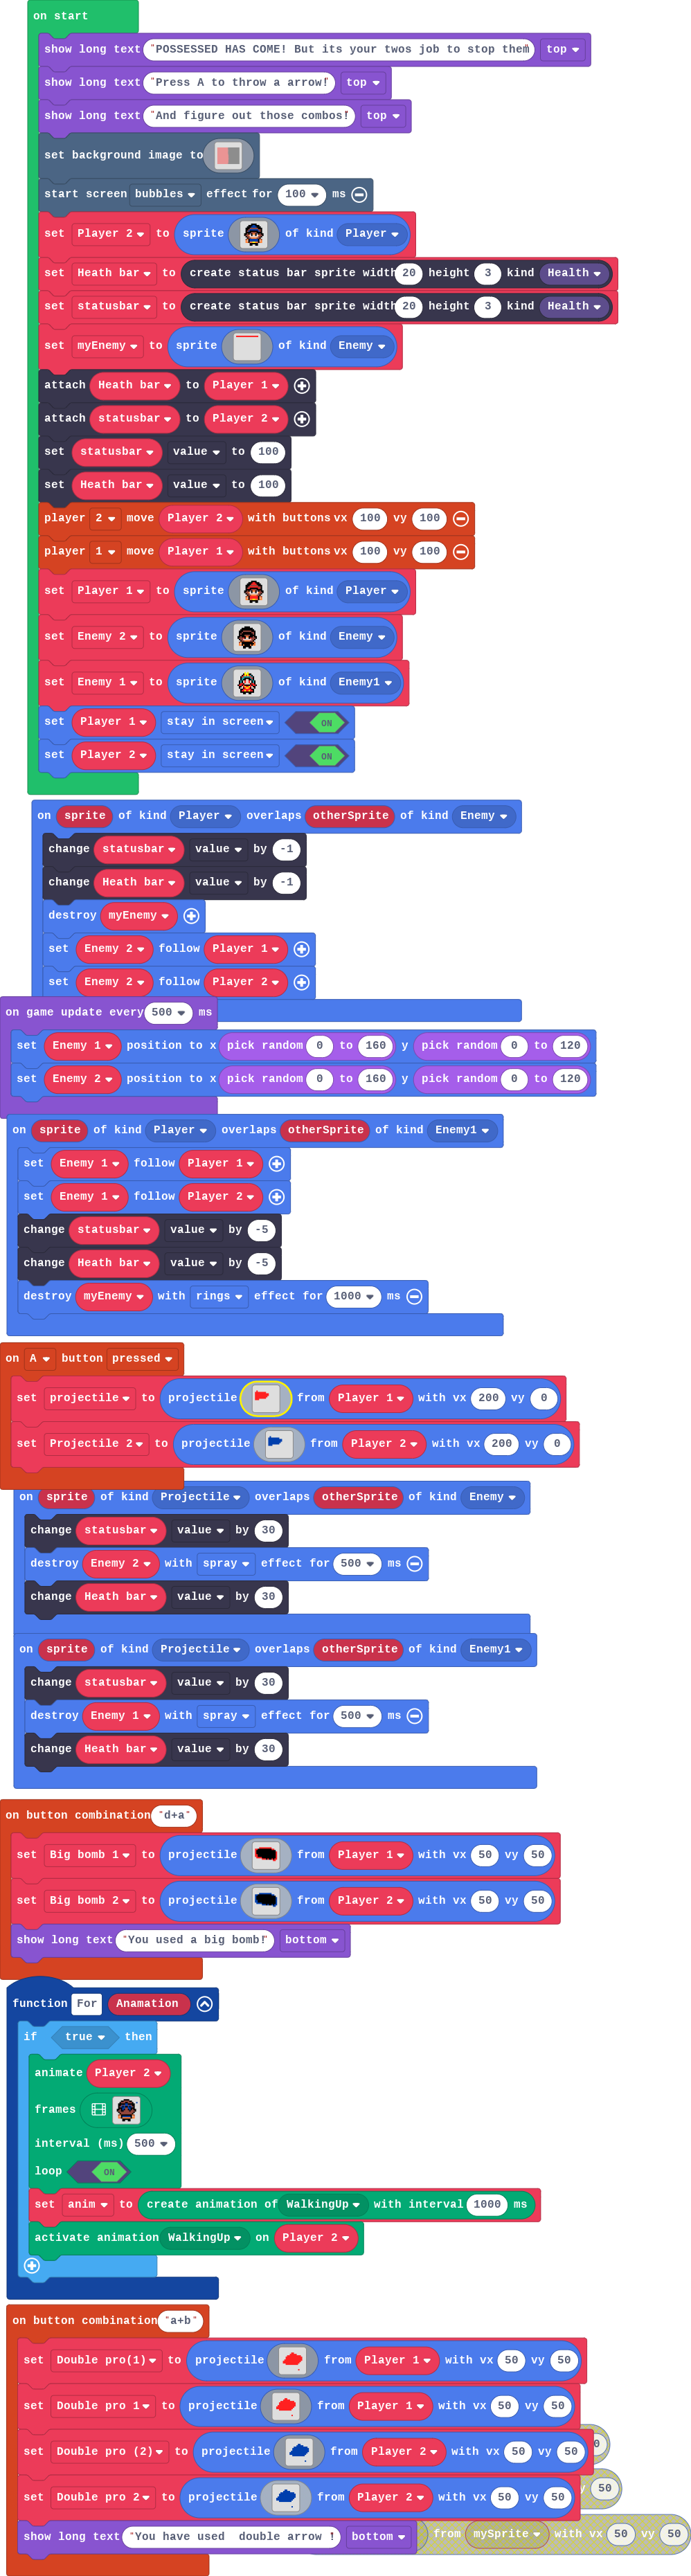 on start
show long text "POSSESSED HAS COME! But its your twos job to stop them" top
show long text "Press A to throw a arrow!" top
show long text "And figure out those combos!" top
set background image to
start screen bubbles effect for 100 ms
set Player 2 to sprite of kind Player
set Heath bar to create status bar sprite width 20 height 3 kind Health
set statusbar to create status bar sprite width 20 height 3 kind Health
set myEnemy to sprite of kind Enemy
attach Heath bar to Player 1
attach statusbar to Player 2
set statusbar value to 100
set Heath bar value to 100
player 2 move Player 2 with buttons vx 100 vy 100
player 1 move Player 1 with buttons vx 100 vy 100
set Player 1 to sprite of kind Player
set Enemy 2 to sprite of kind Enemy
set Enemy 1 to sprite of kind Enemy1
set Player 1 stay in screen ON
set Player 2 stay in screen ON
on sprite of kind Player overlaps otherSprite of kind Enemy
change statusbar value by -1
change Heath bar value by -1
destroy myEnemy
set Enemy 2 follow Player 1
set Enemy 2 follow Player 2
on game update every 500 ms
set Enemy 1 position to x pick random 0 to 160 y pick random 0 to 120
set Enemy 2 position to x pick random 0 to 160 y pick random 0 to 120
on sprite of kind Player overlaps otherSprite of kind Enemy1
set Enemy 1 follow Player 1
set Enemy 1 follow Player 2
change statusbar value by -5
change Heath bar value by -5
destroy myEnemy with rings effect for 1000 ms
on A button pressed
set projectile to projectile from Player 1 with vx 200 vy 0
set Projectile 2 to projectile from Player 2 with vx 200 vy 0
on sprite of kind Projectile overlaps otherSprite of kind Enemy
change statusbar value by 30
destroy Enemy 2 with spray effect for 500 ms
change Heath bar value by 30
on sprite of kind Projectile overlaps otherSprite of kind Enemy1
change statusbar value by 30
destroy Enemy 1 with spray effect for 500 ms
change Heath bar value by 30
on button combination "d+a"
set Big bomb 1 to projectile from Player 1 with vx 50 vy 50
set Big bomb 2 to projectile from Player 2 with vx 50 vy 50
show long text "You used a big bomb!" bottom
function For Anamation
if true then
animate Player 2
frames
interval (ms) 500
loop ON
set anim to create animation of WalkingUp with interval 1000 ms
activate animation WalkingUp on Player 2
on button combination "a+b"
set Double pro(1) to projectile from Player 1 with vx 50 vy 50
set Double pro 1 to projectile from Player 1 with vx 50 vy 50
set Double pro (2) to projectile from Player 2 with vx 50 vy 50
set Double pro 2 to projectile from Player 2 with vx 50 vy 50
y 50
show long text "You have used double arrow !" bottom
from mySprite with vx 50 vy 50